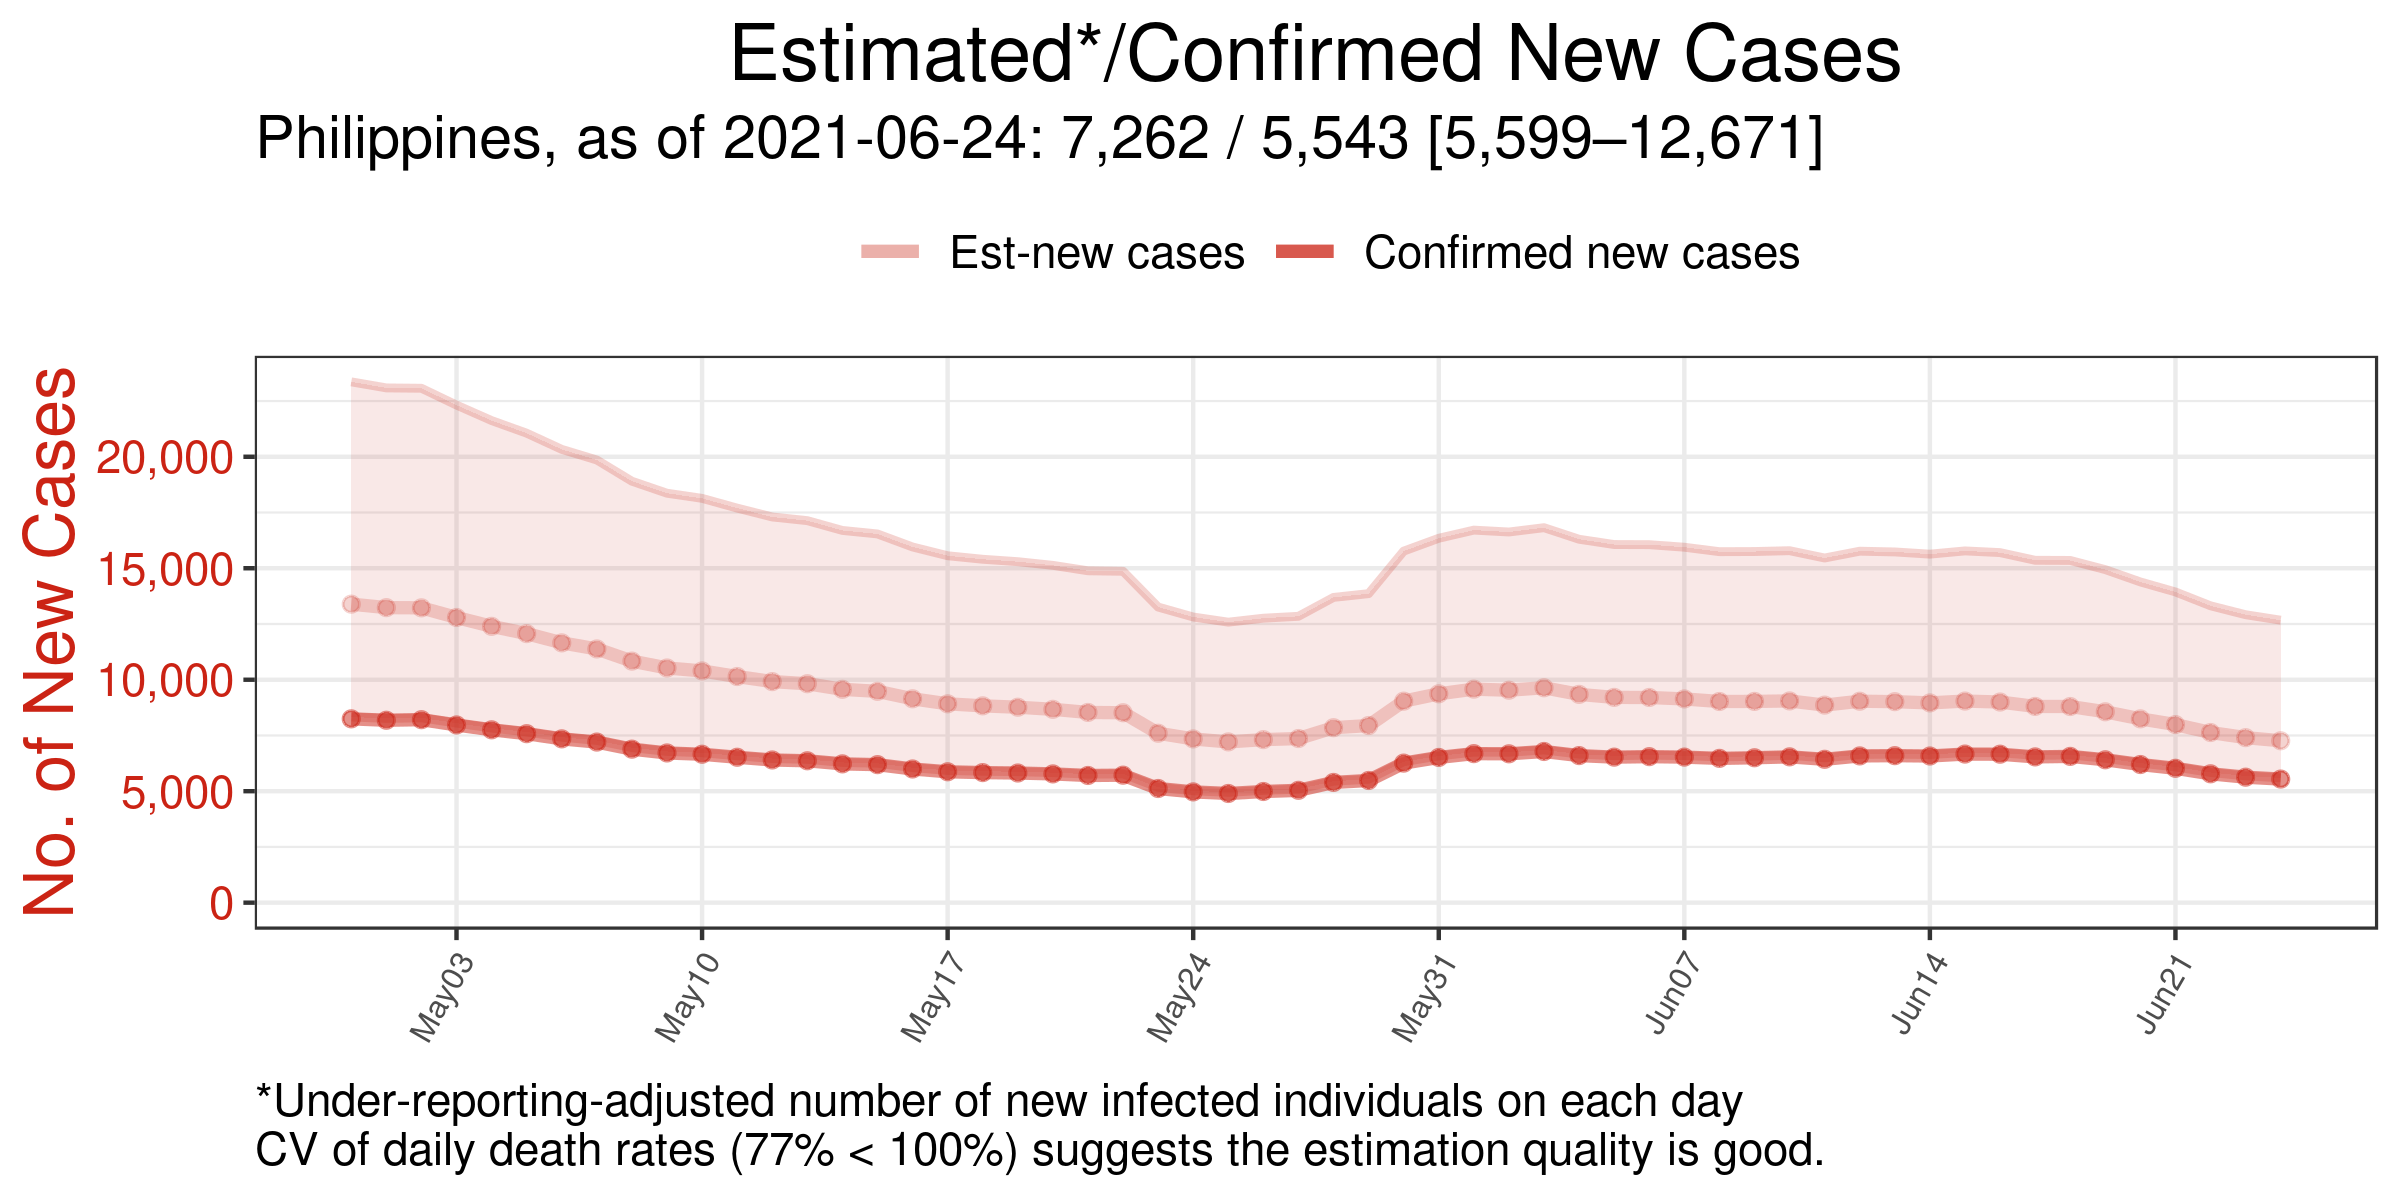 Estimated*/Confirmed New Cases
Philippines, as of 2021-06-24: 7,262 / 5,543 [5,599–12,671]
Est-new cases Confirmed new cases
No. of New Cases
20,000
15,000
10,000
5,000
0
May03 May10 May17 May24 May31 Jun07 Jun14 Jun21
*Under-reporting-adjusted number of new infected individuals on each day
CV of daily death rates (77% < 100%) suggests the estimation quality is good.